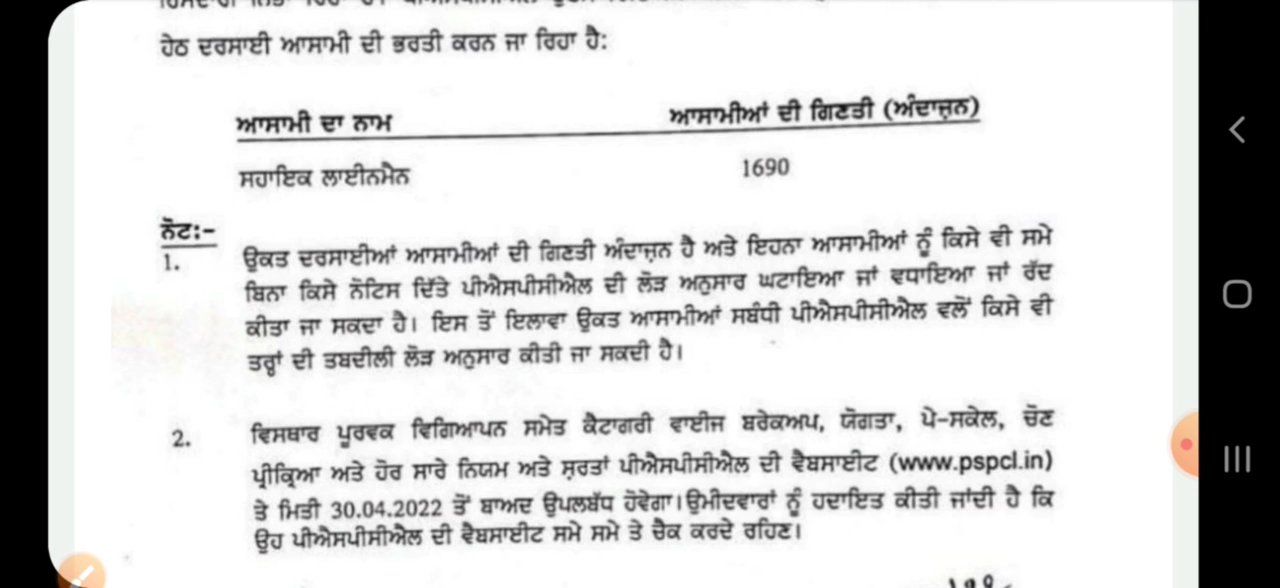 ਹੇਠ ਦਰਸਾਈ ਆਸਾਮੀ ਦੀ ਭਰਤੀ ਕਰਨ ਜਾ ਰਿਹਾ ਹੈ:
ਆਸਾਮੀ ਦਾ ਨਾਮ ਆਸਾਮੀਆਂ ਦੀ ਗਿਣਤੀ (ਅੰਦਾਜ਼ਨ)
ਸਹਾਇਕ ਲਾਈਨਮੈਨ 1690
ਨੋਟ:-
1. ਉਕਤ ਦਰਸਾਈਆਂ ਆਸਾਮੀਆਂ ਦੀ ਗਿਣਤੀ ਅੰਦਾਜ਼ਨ ਹੈ ਅਤੇ ਇਹਨਾ ਆਸਾਮੀਆਂ ਨੂੰ ਕਿਸੇ ਵੀ ਸਮੇ
ਬਿਨਾ ਕਿਸੇ ਨੋਟਿਸ ਦਿੱਤੇ ਪੀਐਸਪੀਸੀਐਲ ਦੀ ਲੋੜ ਅਨੁਸਾਰ ਘਟਾਇਆ ਜਾਂ ਵਧਾਇਆ ਜਾਂ ਰੱਦ
ਕੀਤਾ ਜਾ ਸਕਦਾ ਹੈ। ਇਸ ਤੋਂ ਇਲਾਵਾ ਉਕਤ ਆਸਾਮੀਆਂ ਸਬੰਧੀ ਪੀਐਸਪੀਸੀਐਲ ਵਲੋਂ ਕਿਸੇ ਵੀ
ਤਰ੍ਹਾਂ ਦੀ ਤਬਦੀਲੀ ਲੋੜ ਅਨੁਸਾਰ ਕੀਤੀ ਜਾ ਸਕਦੀ ਹੈ।
2. ਵਿਸਥਾਰ ਪੂਰਵਕ ਵਿਗਿਆਪਨ ਸਮੇਤ ਕੈਟਾਗਰੀ ਵਾਈਜ ਬਰੇਕਅਪ, ਯੋਗਤਾ, ਪੇ-ਸਕੇਲ, ਚੋਣ
ਪ੍ਰੀਕ੍ਰਿਆ ਅਤੇ ਹੋਰ ਸਾਰੇ ਨਿਯਮ ਅਤੇ ਸ਼ਰਤਾਂ ਪੀਐਸਪੀਸੀਐਲ ਦੀ ਵੈਬਸਾਈਟ (www.pspcl.in)
ਤੇ ਮਿਤੀ 30.04.2022 ਤੋਂ ਬਾਅਦ ਉਪਲਬੱਧ ਹੋਵੇਗਾ। ਉਮੀਦਵਾਰਾਂ ਨੂੰ ਹਦਾਇਤ ਕੀਤੀ ਜਾਂਦੀ ਹੈ ਕਿ
ਉਹ ਪੀਐਸਪੀਸੀਐਲ ਦੀ ਵੈਬਸਾਈਟ ਸਮੇ ਸਮੇ ਤੇ ਚੈਕ ਕਰਦੇ ਰਹਿਣ।